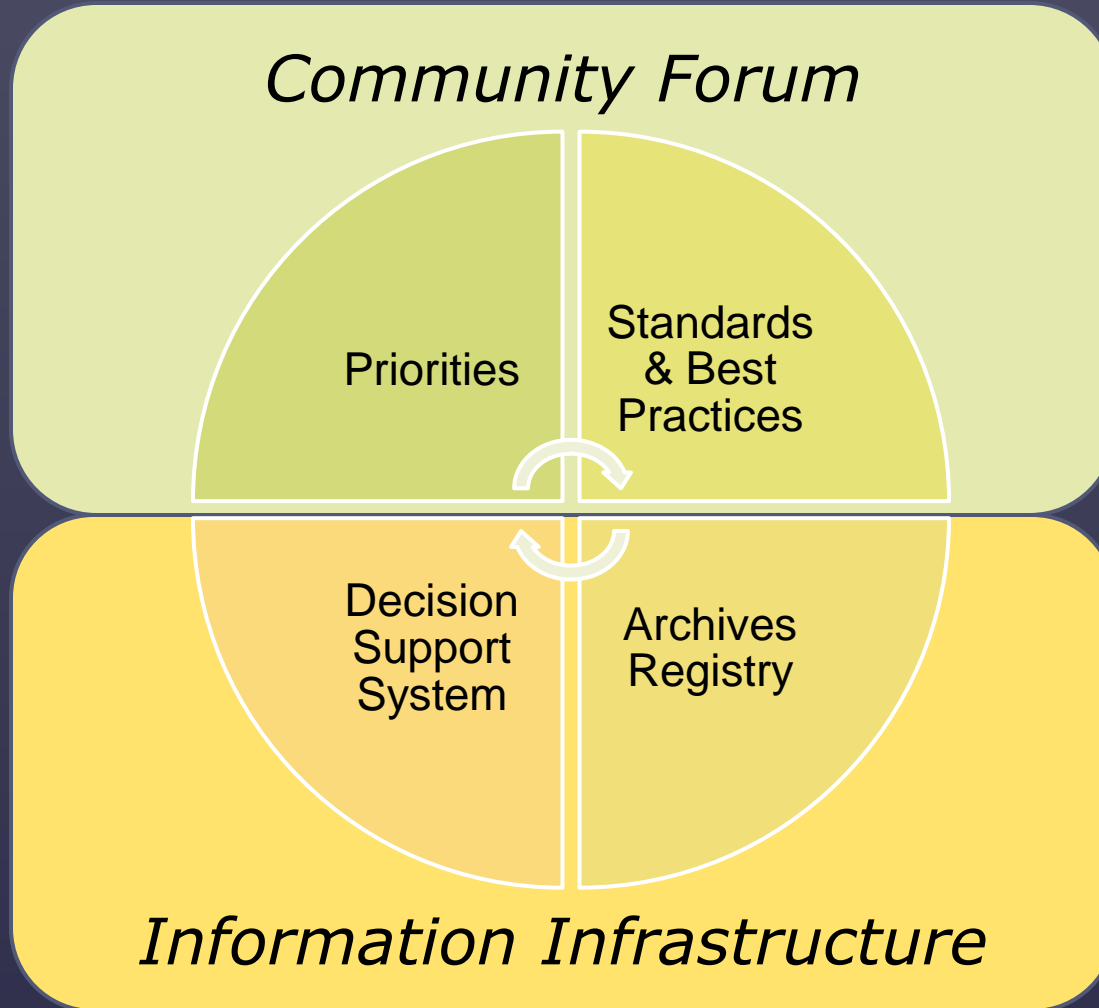 Community Forum
Priorities
Standards
& Best
Practices
Decision
Support
System
Archives
Registry
Information Infrastructure